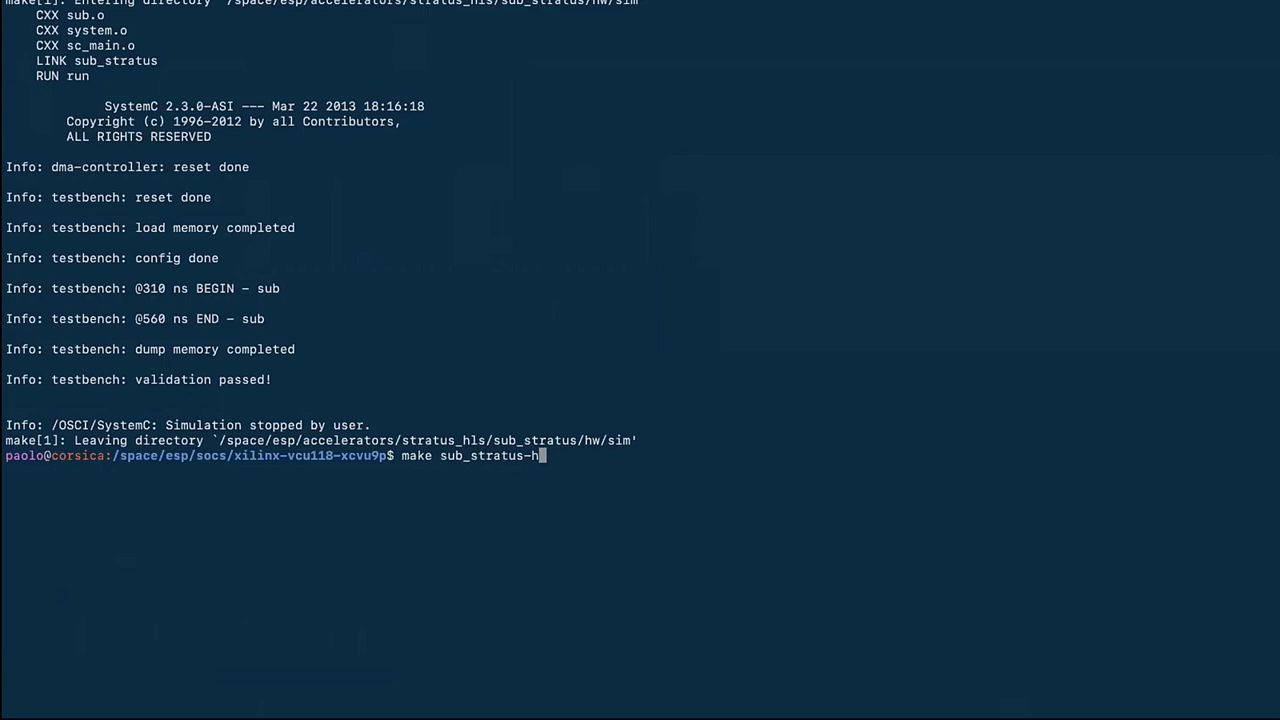 make[1]: Entering directory `/space/esp/accelerators/stratus_hls/sub_stratus/hw/sim'
CXX sub.o
CXX system.o
CXX sc_main.o
LINK sub_stratus
RUN run
SystemC 2.3.0-ASI --- Mar 22 2013 18:16:18
Copyright (c) 1996-2012 by all Contributors,
ALL RIGHTS RESERVED
Info: dma-controller: reset done
Info: testbench: reset done
Info: testbench: load memory completed
Info: testbench: config done
Info: testbench: @310 ns BEGIN - sub
Info: testbench: @560 ns END - sub
Info: testbench: dump memory completed
Info: testbench: validation passed!
Info: /OSCI/SystemC: Simulation stopped by user.
make[1]: Leaving directory `/space/esp/accelerators/stratus_hls/sub_stratus/hw/sim'
paolo@corsica:/space/esp/socs/xilinx-vcu118-xcvu9p$ make sub_stratus-h